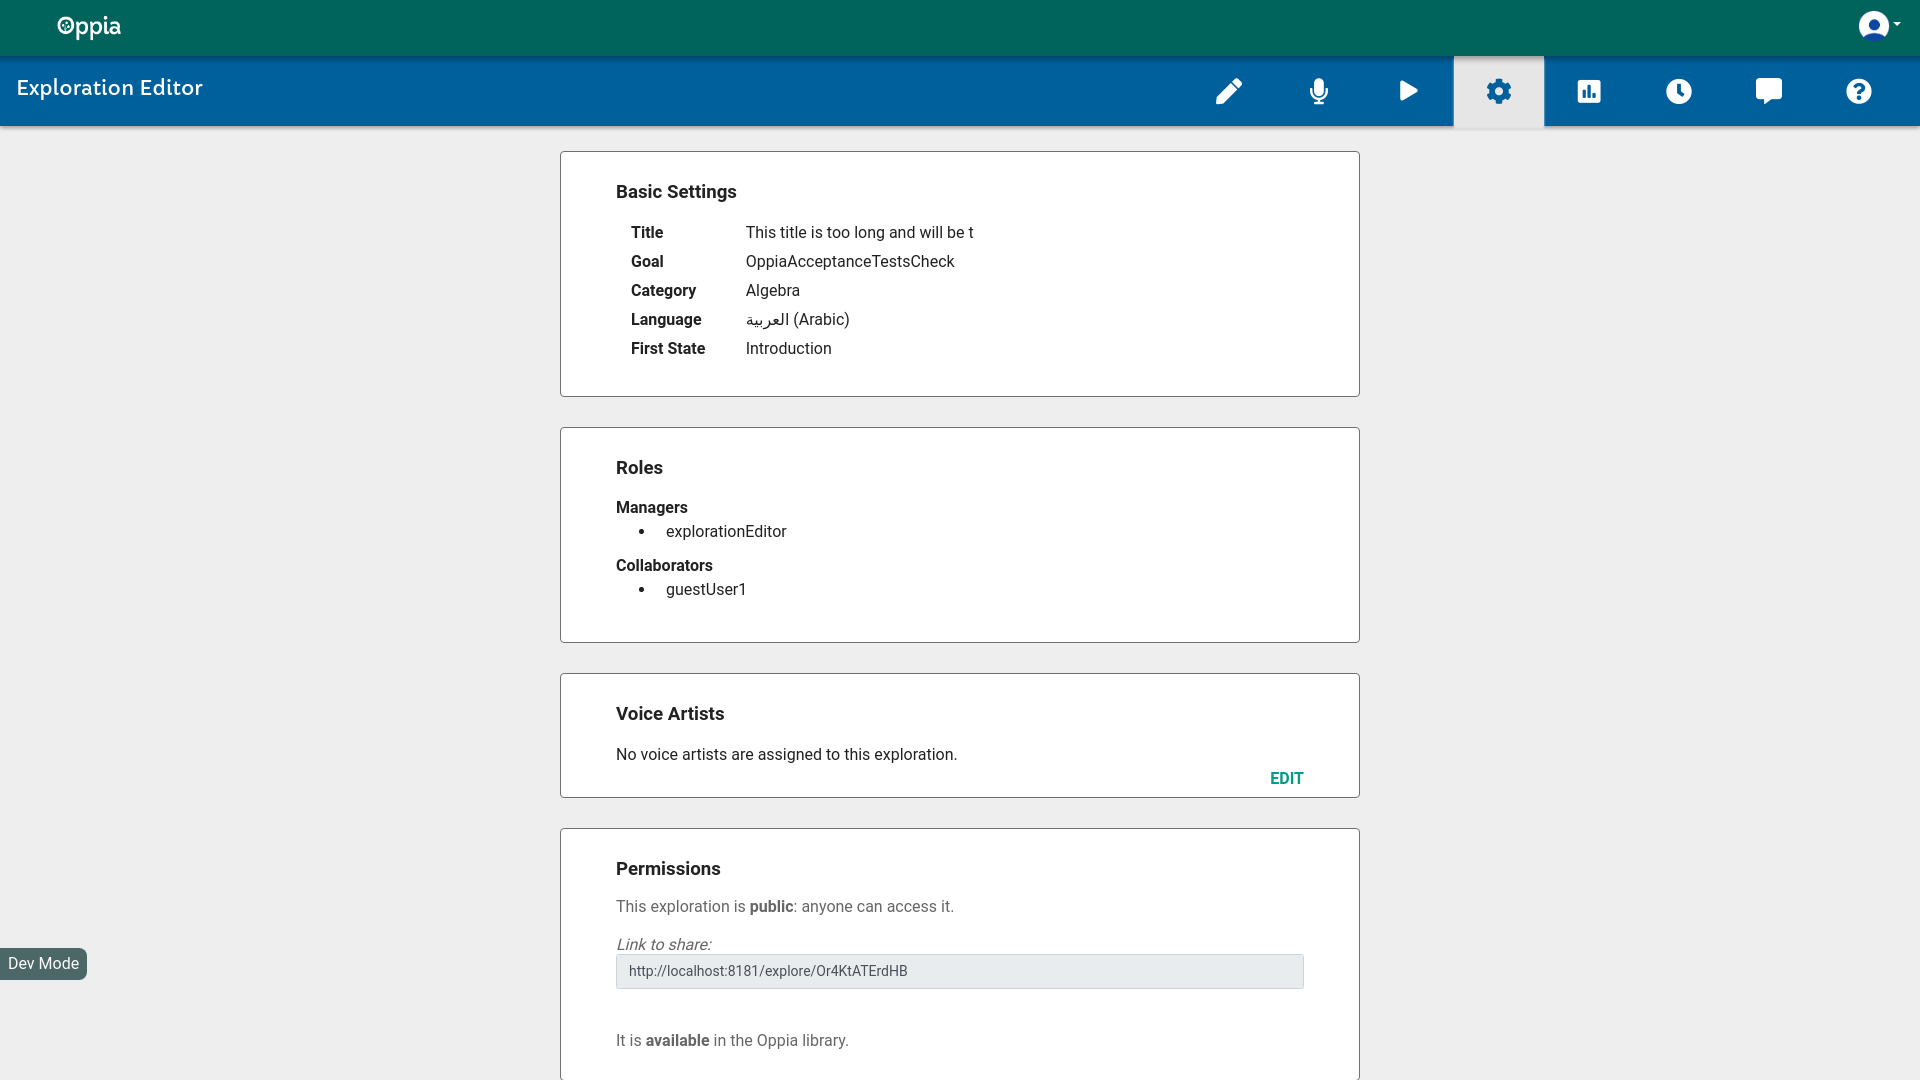 Oppia
Exploration Editor
Basic Settings
Title This title is too long and will be t
Goal OppiaAcceptanceTestsCheck
Category Algebra
Language العربية (Arabic)
First State Introduction
Roles
Managers
• explorationEditor
Collaborators
• guestUser1
Voice Artists
No voice artists are assigned to this exploration.
EDIT
Permissions
This exploration is public: anyone can access it.
Link to share:
http://localhost:8181/explore/Or4KtATErdHB
Dev Mode
It is available in the Oppia library.